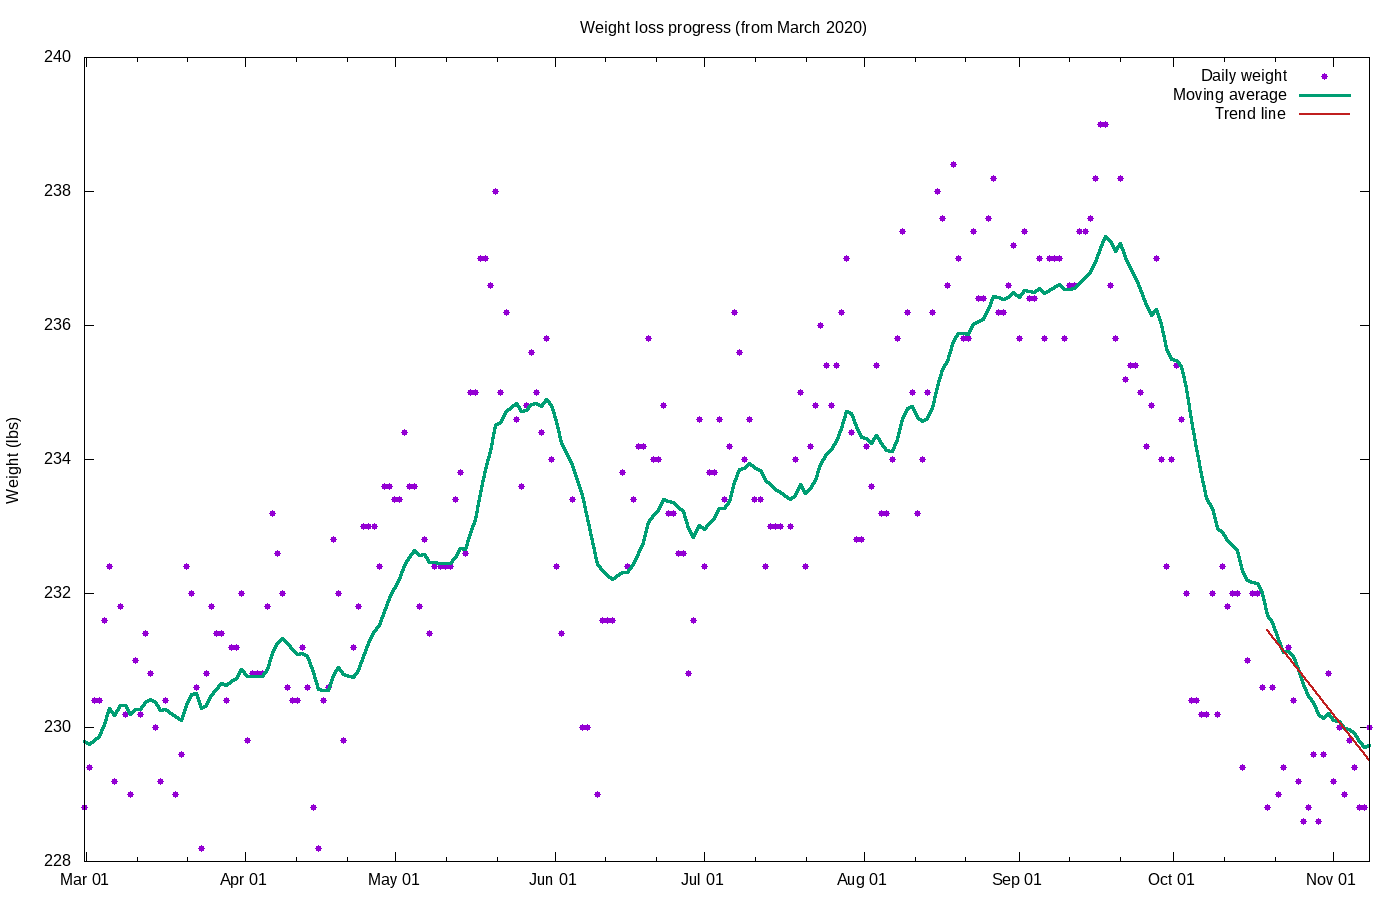 Weight loss progress (from March 2020)
240
238
236
234
232
230
228
Weight (lbs)
Daily weight
Moving average
Trend line
Mar 01 Apr 01 May 01 Jun 01 Jul 01 Aug 01 Sep 01 Oct 01 Nov 01